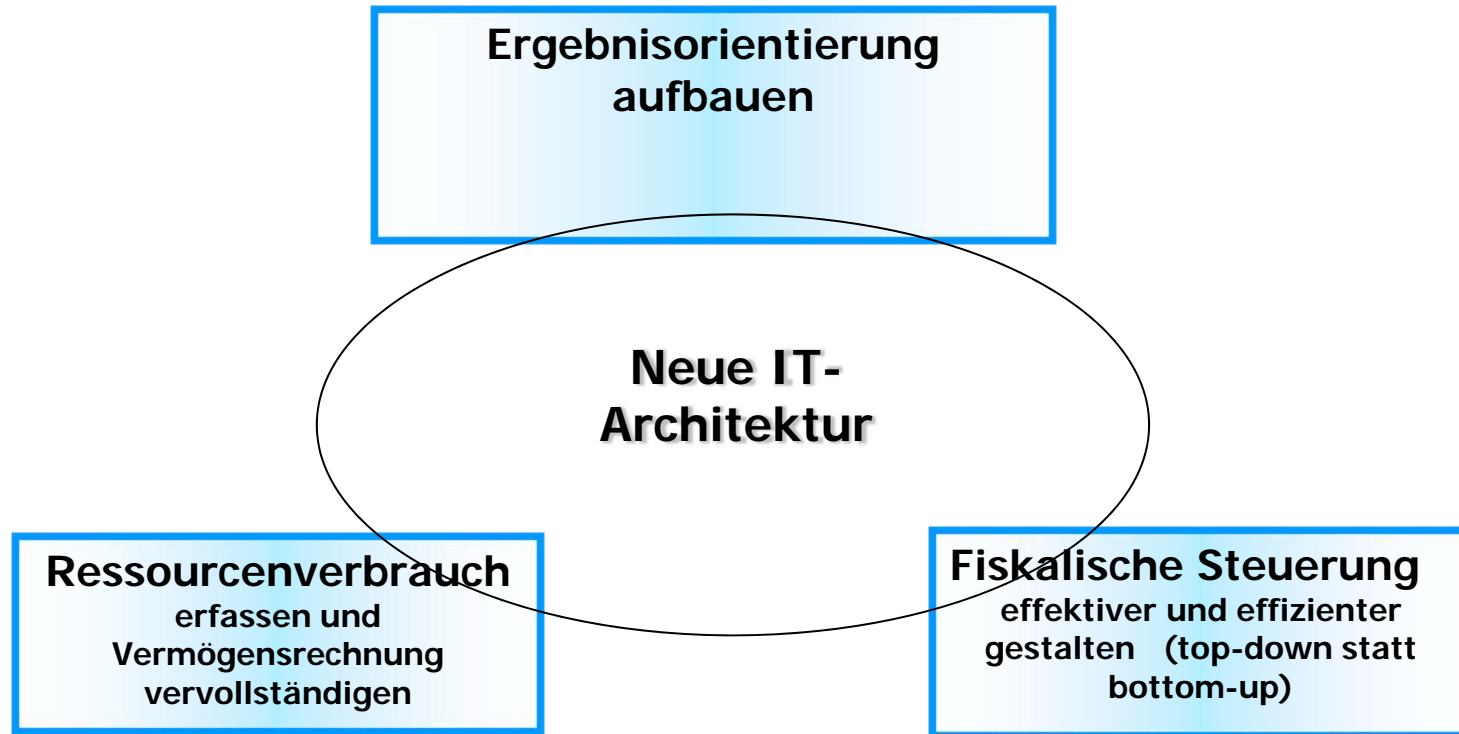 Ergebnisorientierung
aufbauen
Neue IT-
Architektur
Ressourcenverbrauch
erfassen und
Vermögensrechnung
vervollständigen
Fiskalische Steuerung
effektiver und effizienter
gestalten (top-down statt
bottom-up)